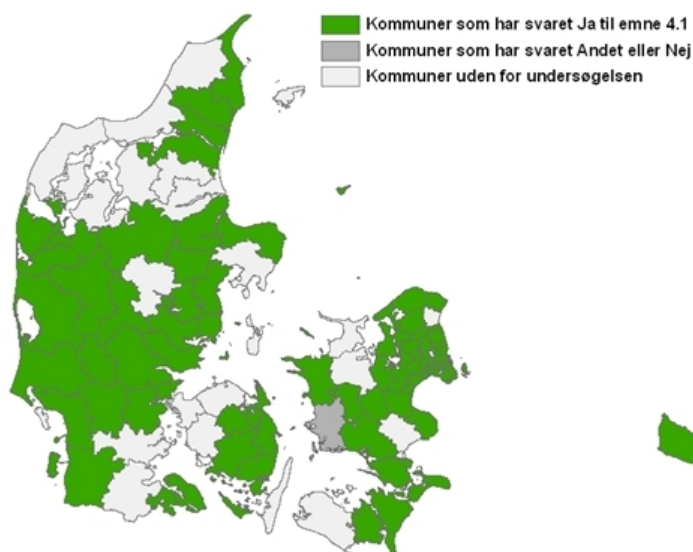 Kommuner som har svaret Ja til emne 4.1
Kommuner som har svaret Andet eller Nej
Kommuner uden for undersøgelsen